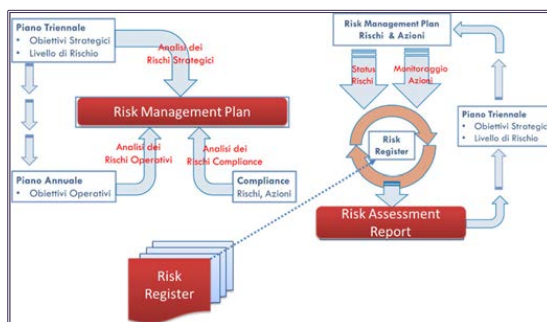 Piano Triennale
• Obiettivi Strategici
• Livello di Rischio
Analisi dei
Rischi Strategici
Risk Management Plan
Analisi dei
Rischi Operativi
Analisi dei
Rischi Compliance
Piano Annuale
• Obiettivi Operativi
Compliance
Rischi, Azioni
Risk
Register
Risk Management Plan
Rischi & Azioni
Status
Rischi
Monitoraggio
Azioni
Risk
Register
Piano Triennale
• Obiettivi Strategici
• Livello di Rischio
Risk Assessment
Report